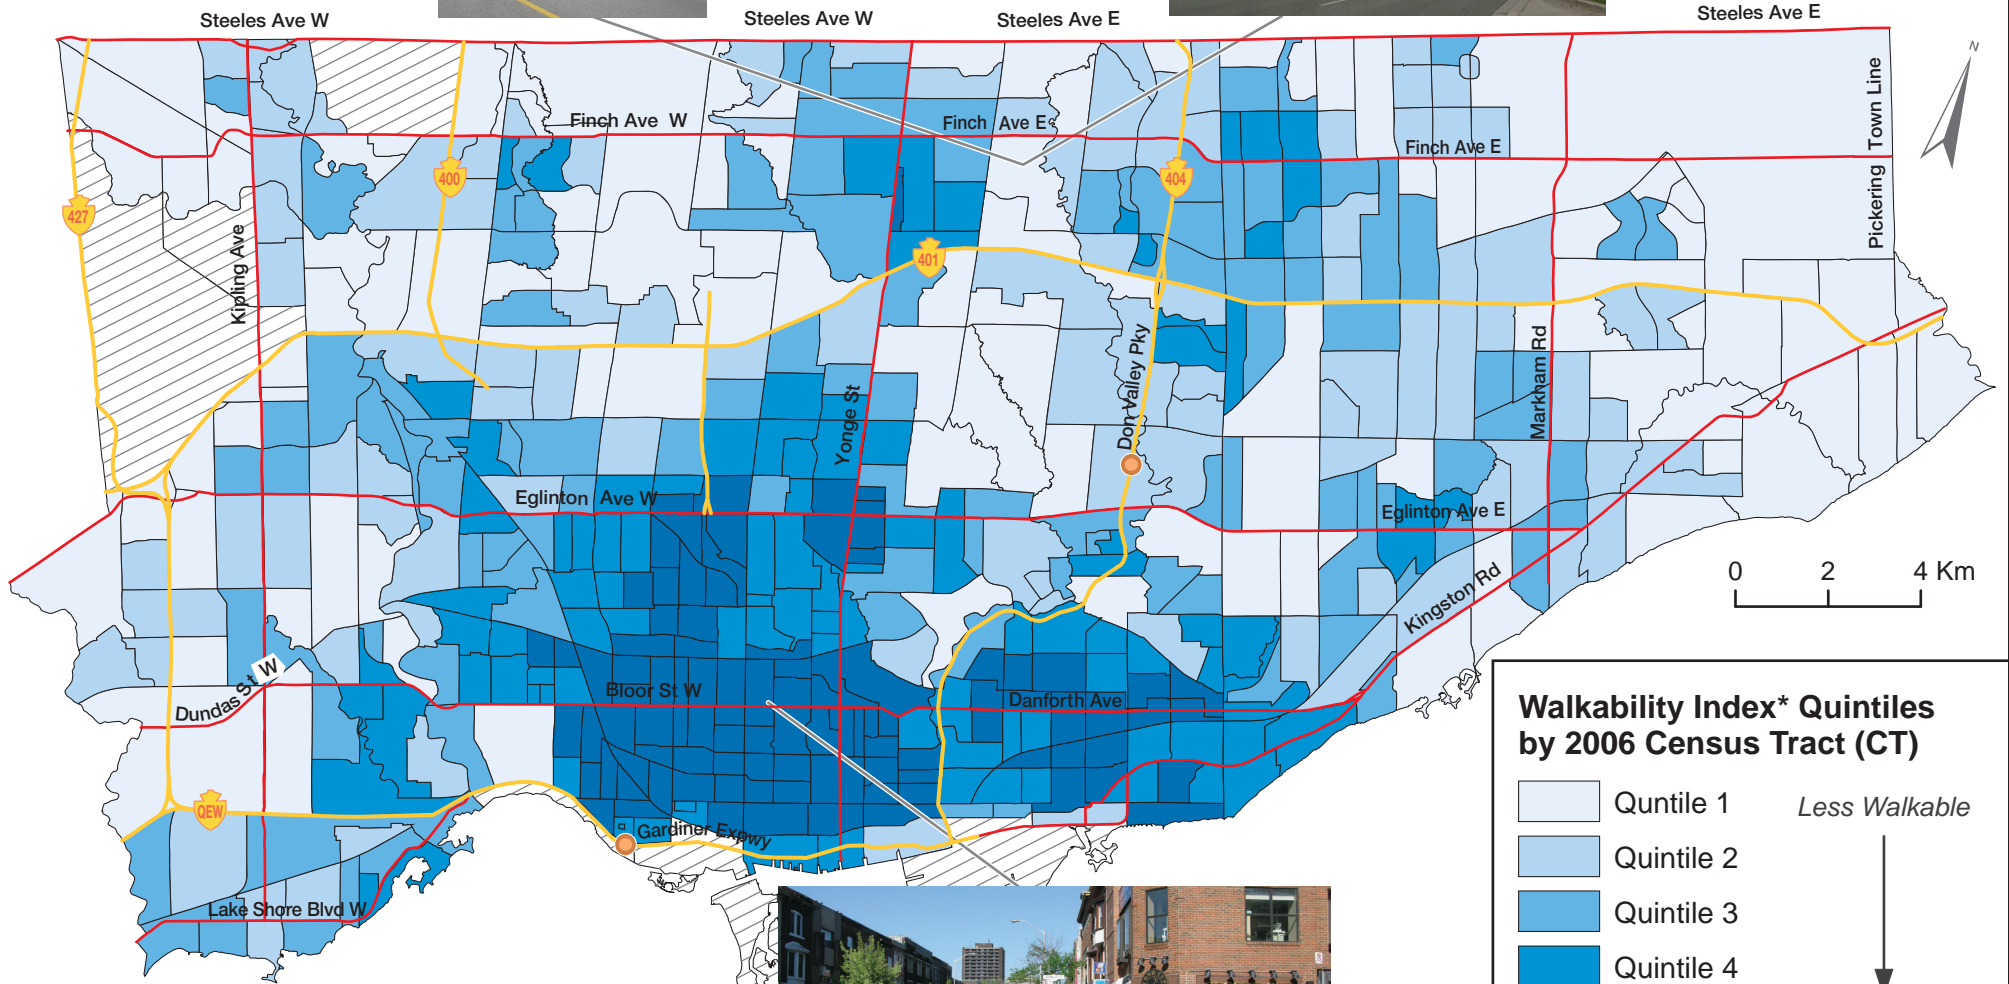 Steeles Ave W
Steeles Ave W
Steeles Ave E
Steeles Ave E
N
Finch Ave W
Finch Ave E
Finch Ave E
Pickering Town Line
400
404
427
401
Kipling Ave
Don Valley Pky
Markham Rd
Yonge St
Eglinton Ave W
Eglinton Ave E
0 2 4 Km
Kingston Rd
Dundas St W
Bloor St W
Danforth Ave
QEW
Gardiner Expwy
Lake Shore Blvd W
Walkability Index* Quintiles
by 2006 Census Tract (CT)
Quntile 1
Less Walkable
Quintile 2
Quintile 3
Quintile 4